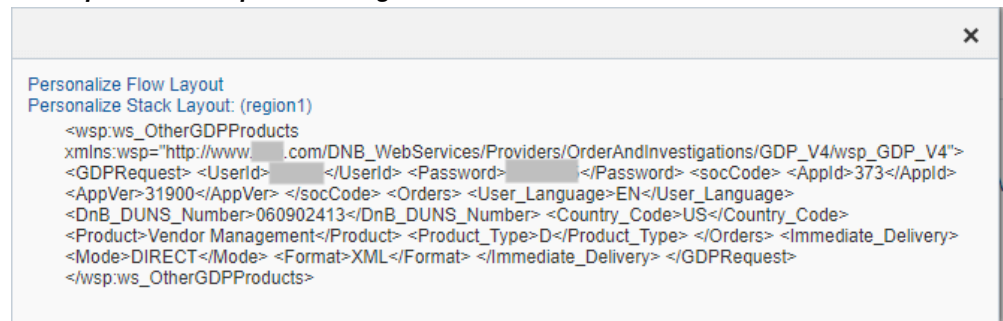 ×
Personalize Flow Layout
Personalize Stack Layout: (region1)
<wsp:ws_OtherGDPProducts
xmlns:wsp="http://www. .com/DNB_WebServices/Providers/OrderAndInvestigations/GDP_V4/wsp_GDP_V4">
<GDPRequest> <UserId> </UserId> <Password> </Password> <socCode> <AppId>373</AppId>
<AppVer>31900</AppVer> </socCode> <Orders> <User_Language>EN</User_Language>
<DnB_DUNS_Number>060902413</DnB_DUNS_Number> <Country_Code>US</Country_Code>
<Product>Vendor Management</Product> <Product_Type>D</Product_Type> </Orders> <Immediate_Delivery>
<Mode>DIRECT</Mode> <Format>XML</Format> </Immediate_Delivery> </GDPRequest>
</wsp:ws_OtherGDPProducts>